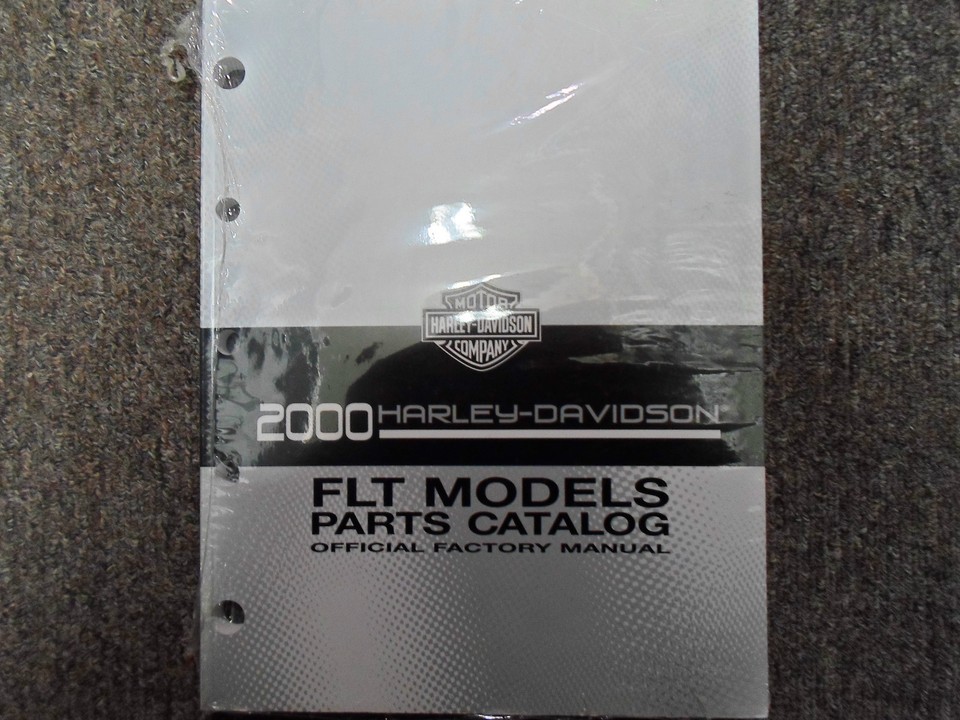 MOTOR
HARLEY-DAVIDSON
COMPANY
2000 HARLEY-DAVIDSON
FLT MODELS
PARTS CATALOG
OFFICIAL FACTORY MANUAL